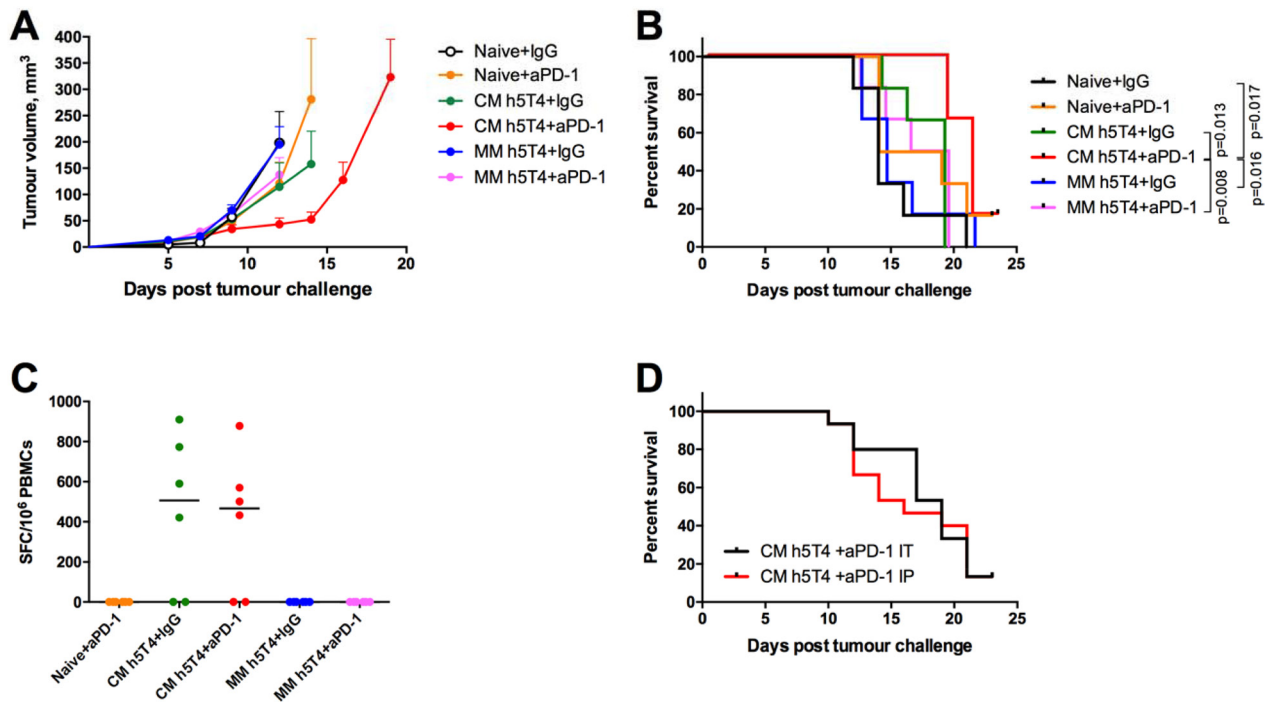 A
Tumour volume, mm3
400
350
300
250
200
150
100
50
0
5
10
15
20
Days post tumour challenge
Naive+IgG
Naive+aPD-1
CM h5T4+IgG
CM h5T4+aPD-1
MM h5T4+IgG
MM h5T4+aPD-1
B
Percent survival
100
80
60
40
20
0
0
5
10
15
20
25
Days post tumour challenge
Naive+IgG
Naive+aPD-1
CM h5T4+IgG
CM h5T4+aPD-1
MM h5T4+IgG
MM h5T4+aPD-1
p=0.013
p=0.008
p=0.017
p=0.016
C
SFC/10⁶ PBMCs
1000
800
600
400
200
0
Naive+aPD-1
CM h5T4+IgG
CM h5T4+aPD-1
MM h5T4+IgG
MM h5T4+aPD-1
D
Percent survival
100
80
60
40
20
0
CM h5T4 +aPD-1 IT
CM h5T4 +aPD-1 IP
0
5
10
15
20
25
Days post tumour challenge